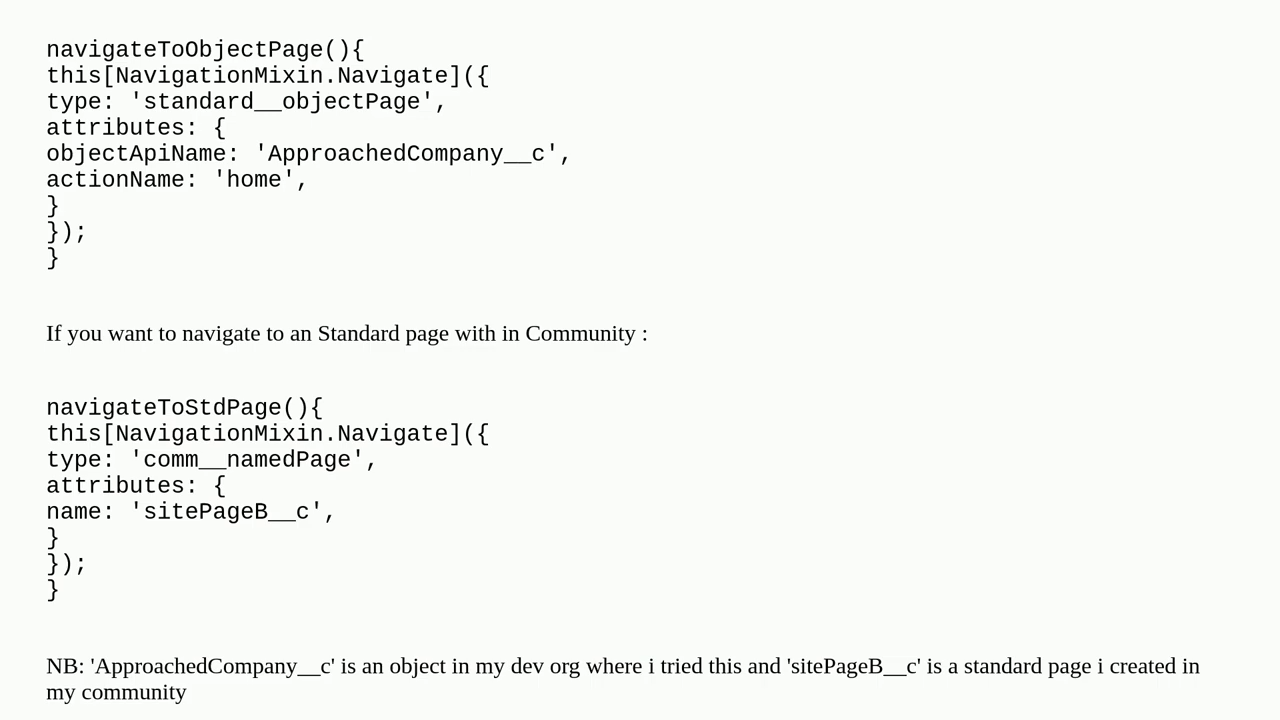 navigateToObjectPage(){
this[NavigationMixin.Navigate]({
type: 'standard__objectPage',
attributes: {
objectApiName: 'ApproachedCompany__c',
actionName: 'home',
}
});
}
If you want to navigate to an Standard page with in Community :
navigateToStdPage(){
this[NavigationMixin.Navigate]({
type: 'comm__namedPage',
attributes: {
name: 'sitePageB__c',
}
});
}
NB: 'ApproachedCompany__c' is an object in my dev org where i tried this and 'sitePageB__c' is a standard page i created in
my community